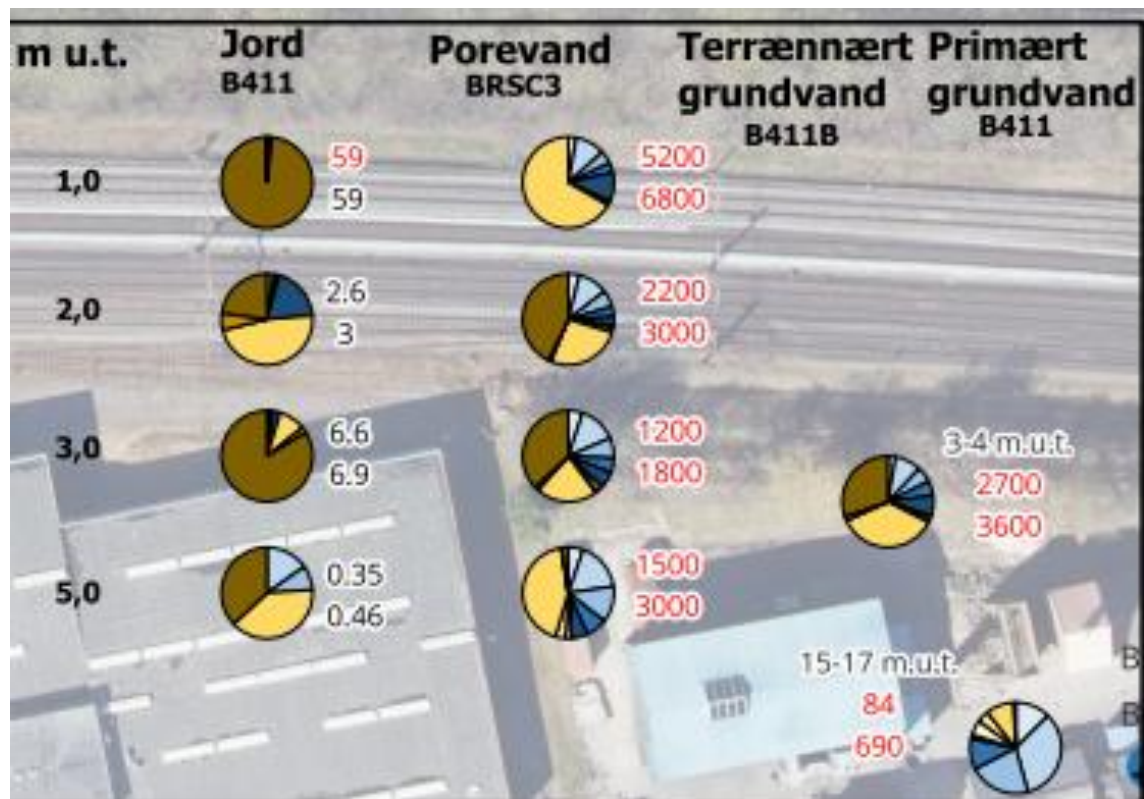 m u.t.
Jord
B411
Porevand
BRSC3
Terrænnært
grundvand
B411B
Primært
grundvand
B411
1,0
59
59
5200
6800
2,0
2.6
3
2200
3000
3,0
6.6
6.9
1200
1800
3-4 m.u.t.
2700
3600
5,0
0.35
0.46
1500
3000
15-17 m.u.t.
84
690
B
B